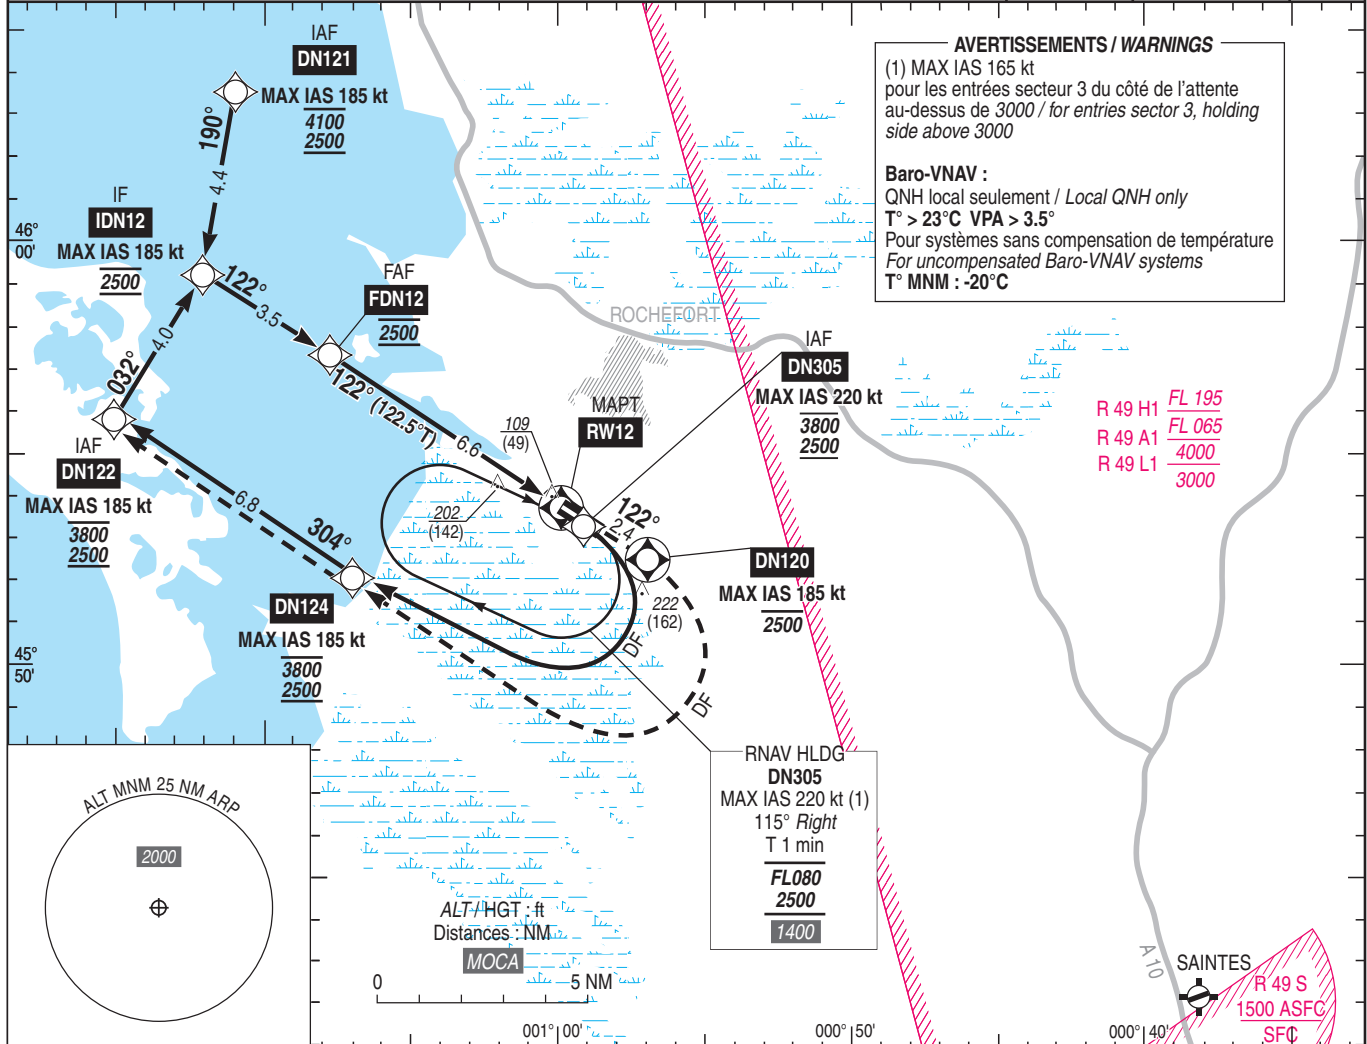 IAF
DN121
MAX IAS 185 kt
4100
2500
190°
4.4
IF
IDN12
MAX IAS 185 kt
2500
46°
00'
122°
3.5
FAF
FDN12
2500
032°
4.0
122° (122.5°T)
6.6
IAF
DN122
MAX IAS 185 kt
3800
2500
6.8
304°
DN124
MAX IAS 185 kt
3800
2500
45°
50'
109
(49)
202
(142)
ROCHEFORT
MAPT
RW12
IAF
DN305
MAX IAS 220 kt
3800
2500
122°
2.4
DN120
MAX IAS 185 kt
2500
222
(162)
DF
DF
AVERTISSEMENTS / WARNINGS
(1) MAX IAS 165 kt
pour les entrées secteur 3 du côté de l'attente
au-dessus de 3000 / for entries sector 3, holding
side above 3000
Baro-VNAV :
QNH local seulement / Local QNH only
T° > 23°C VPA > 3.5°
Pour systèmes sans compensation de température
For uncompensated Baro-VNAV systems
T° MNM : -20°C
R 49 H1 FL 195
R 49 A1 FL 065
R 49 L1 4000
3000
RNAV HLDG
DN305
MAX IAS 220 kt (1)
115° Right
T 1 min
FL080
2500
1400
ALT MNM 25 NM ARP
2000
ALT / HGT : ft
Distances : NM
MOCA
0 5 NM
A 10
SAINTES
R 49 S
1500 ASFC
SFC
001° 00'
000° 50'
000° 40'